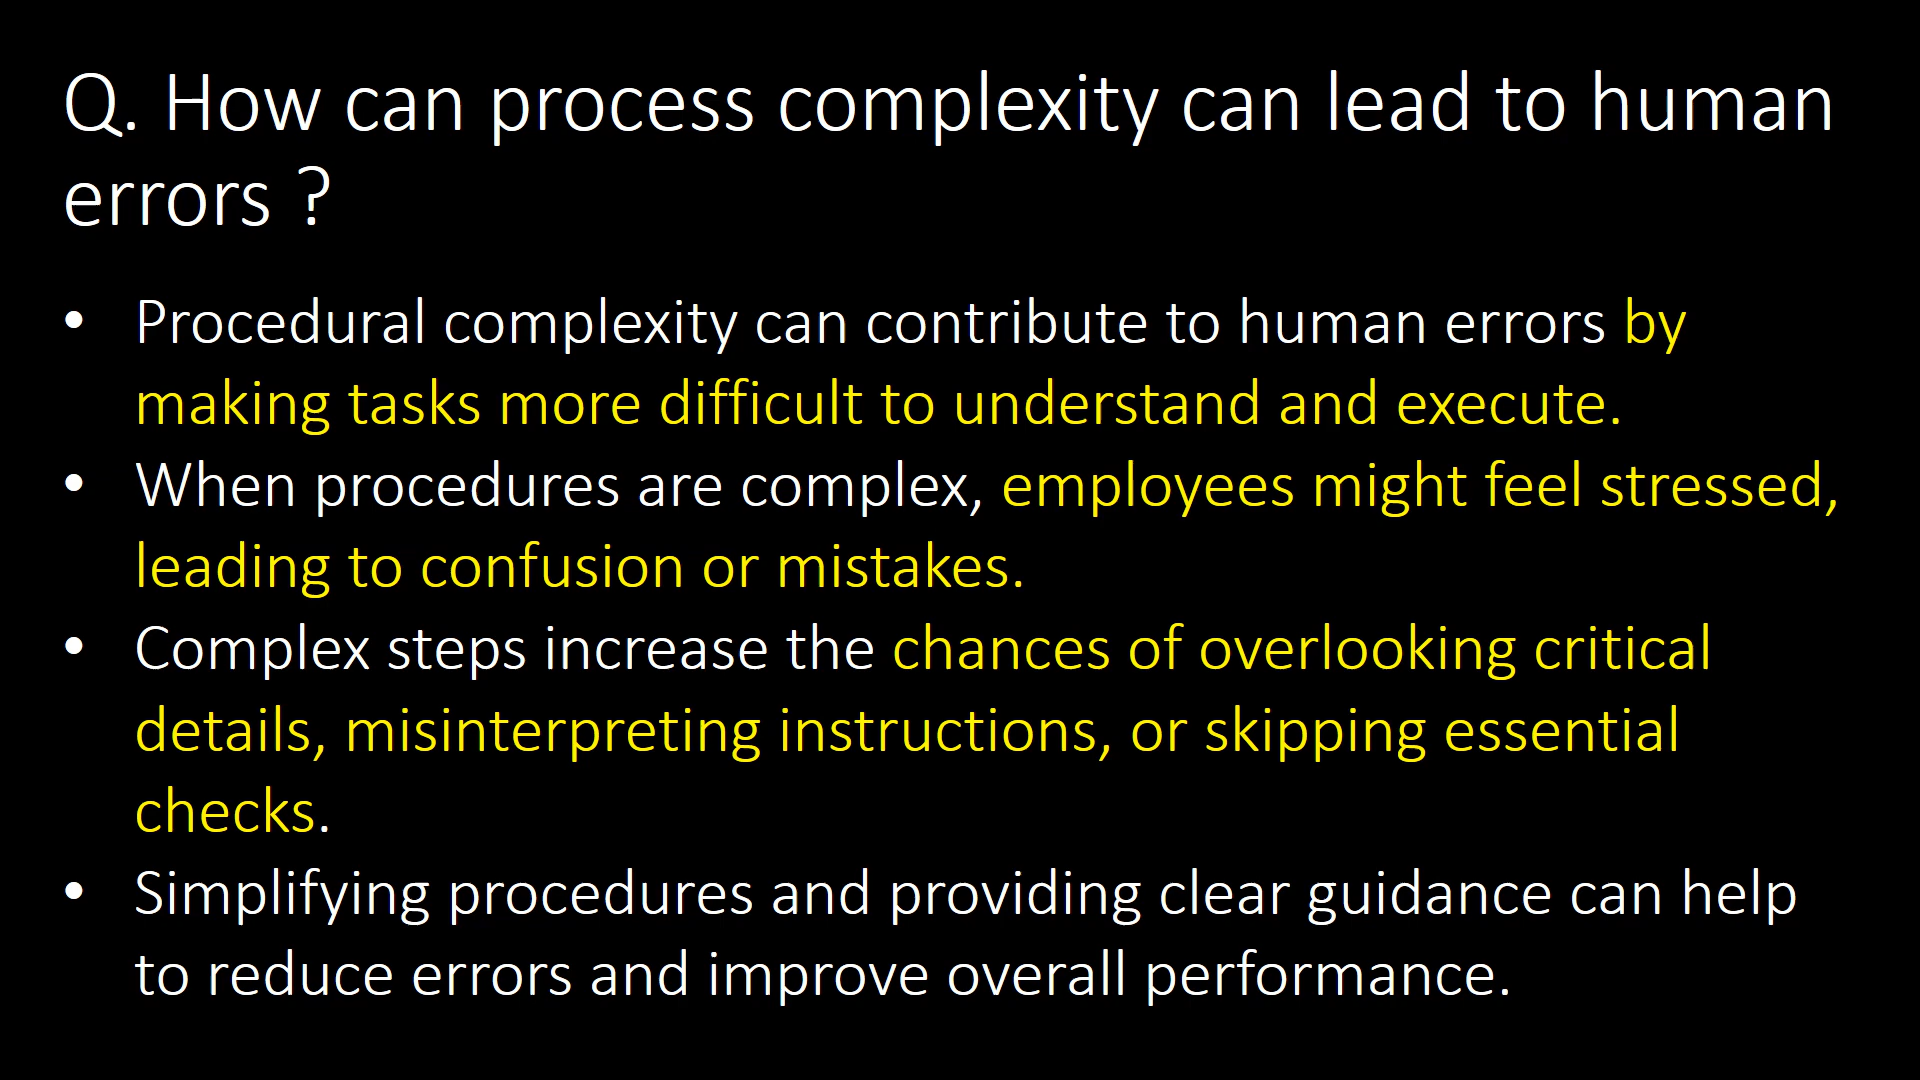 Q. How can process complexity can lead to human
errors ?
• Procedural complexity can contribute to human errors by
making tasks more difficult to understand and execute.
• When procedures are complex, employees might feel stressed,
leading to confusion or mistakes.
• Complex steps increase the chances of overlooking critical
details, misinterpreting instructions, or skipping essential
checks.
• Simplifying procedures and providing clear guidance can help
to reduce errors and improve overall performance.